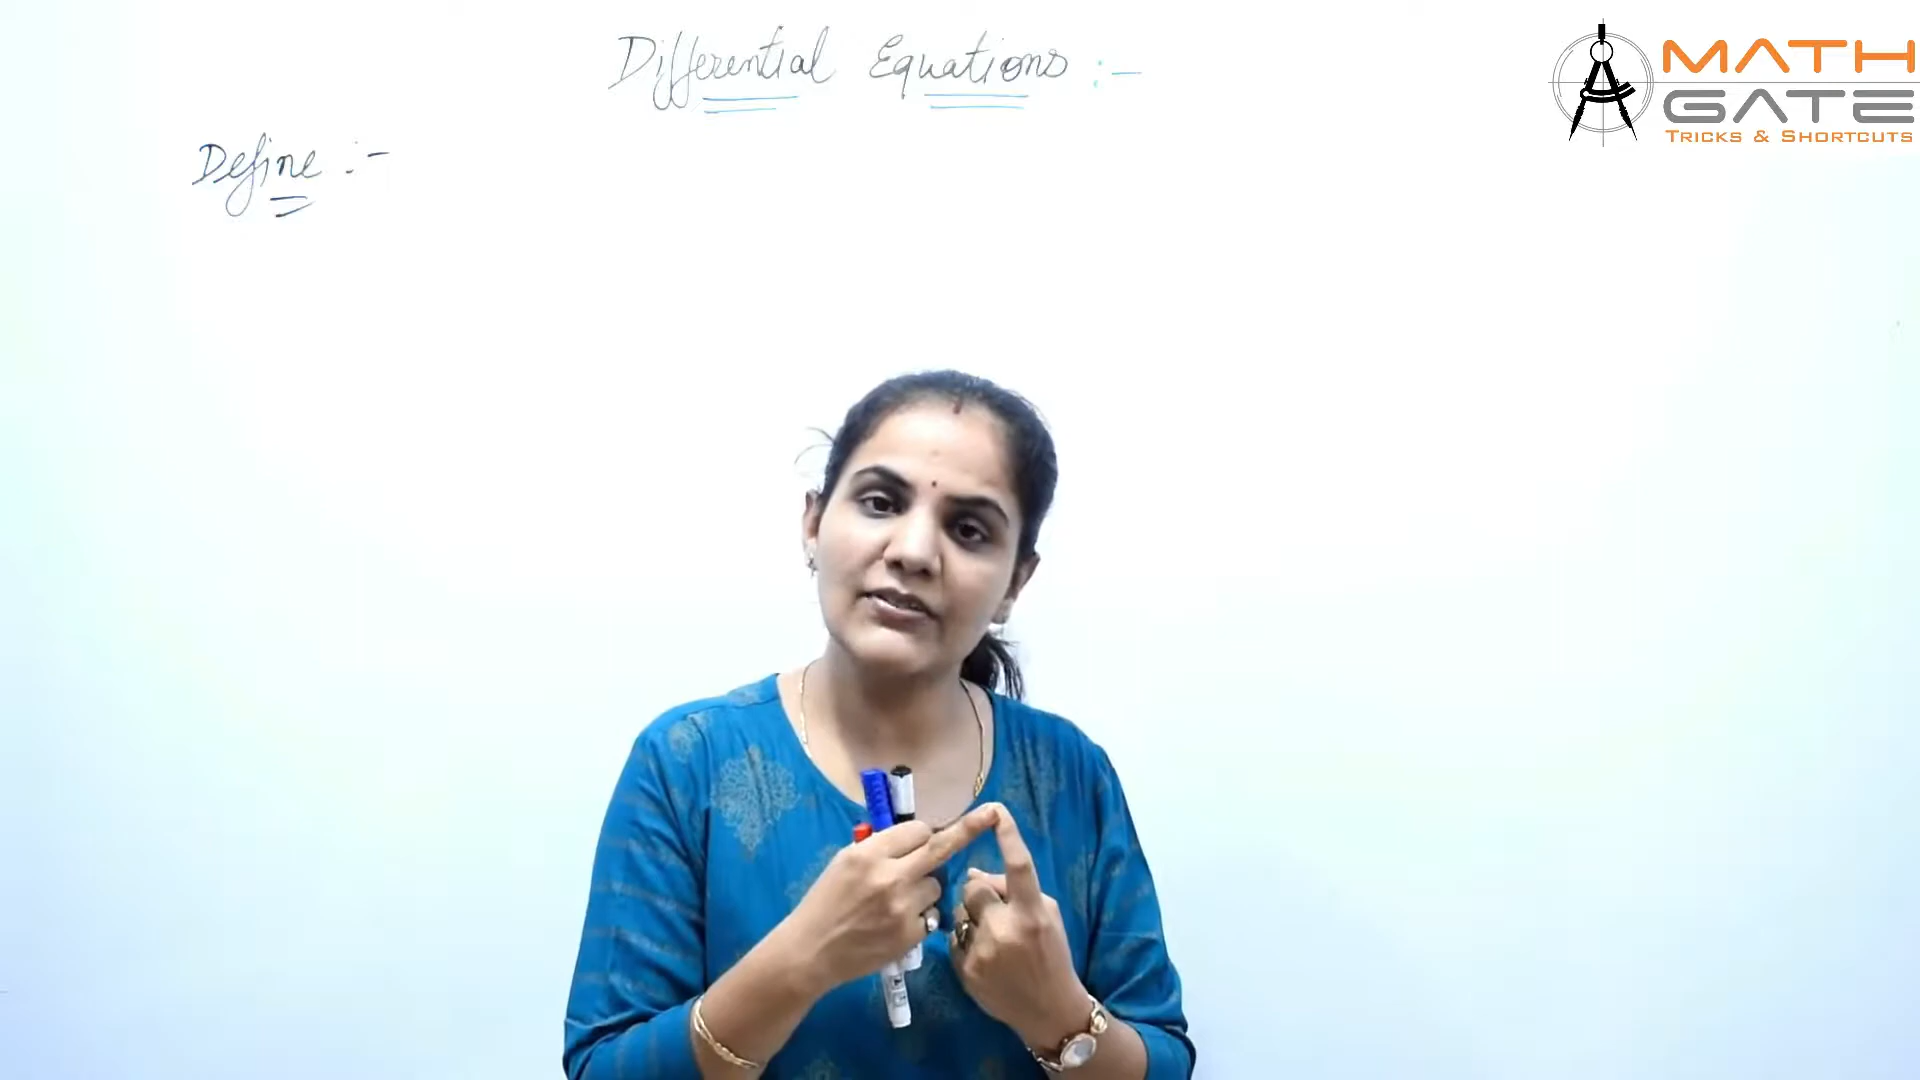 Differential Equations :-
MATH
GATE
TRICKS & SHORTCUTS
Define :-